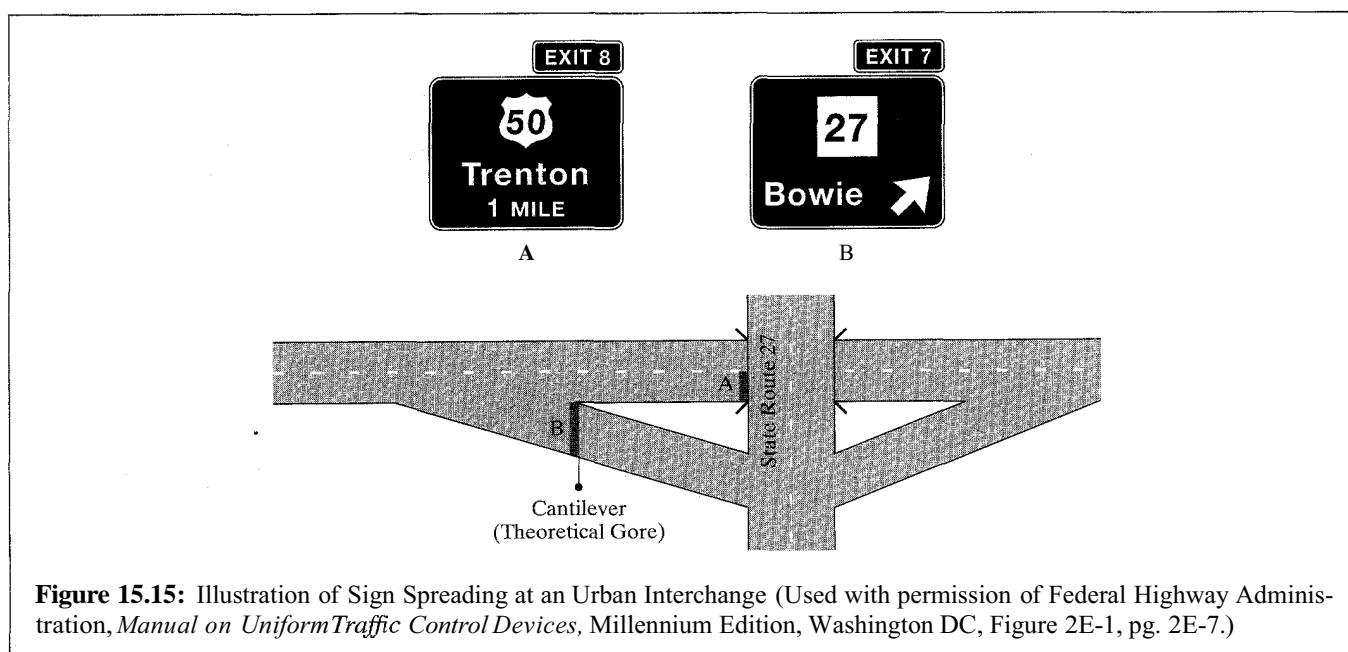 EXIT 8
50
Trenton
1 MILE
A
EXIT 7
27
Bowie
B
State Route 27
A
B
Cantilever
(Theoretical Gore)
Figure 15.15: Illustration of Sign Spreading at an Urban Interchange (Used with permission of Federal Highway Adminis-
tration, Manual on Uniform Traffic Control Devices, Millennium Edition, Washington DC, Figure 2E-1, pg. 2E-7.)